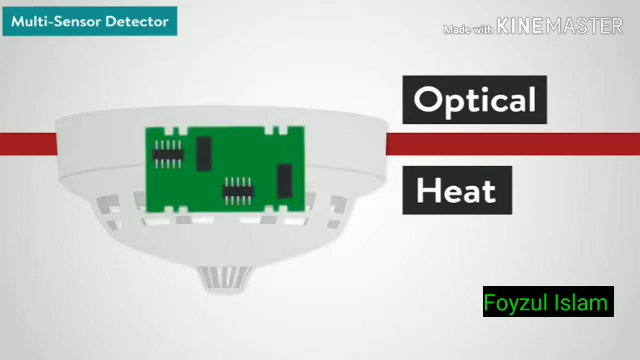 Multi-Sensor Detector
Made with KINEMASTER
Optical
Heat
Foyzul Islam